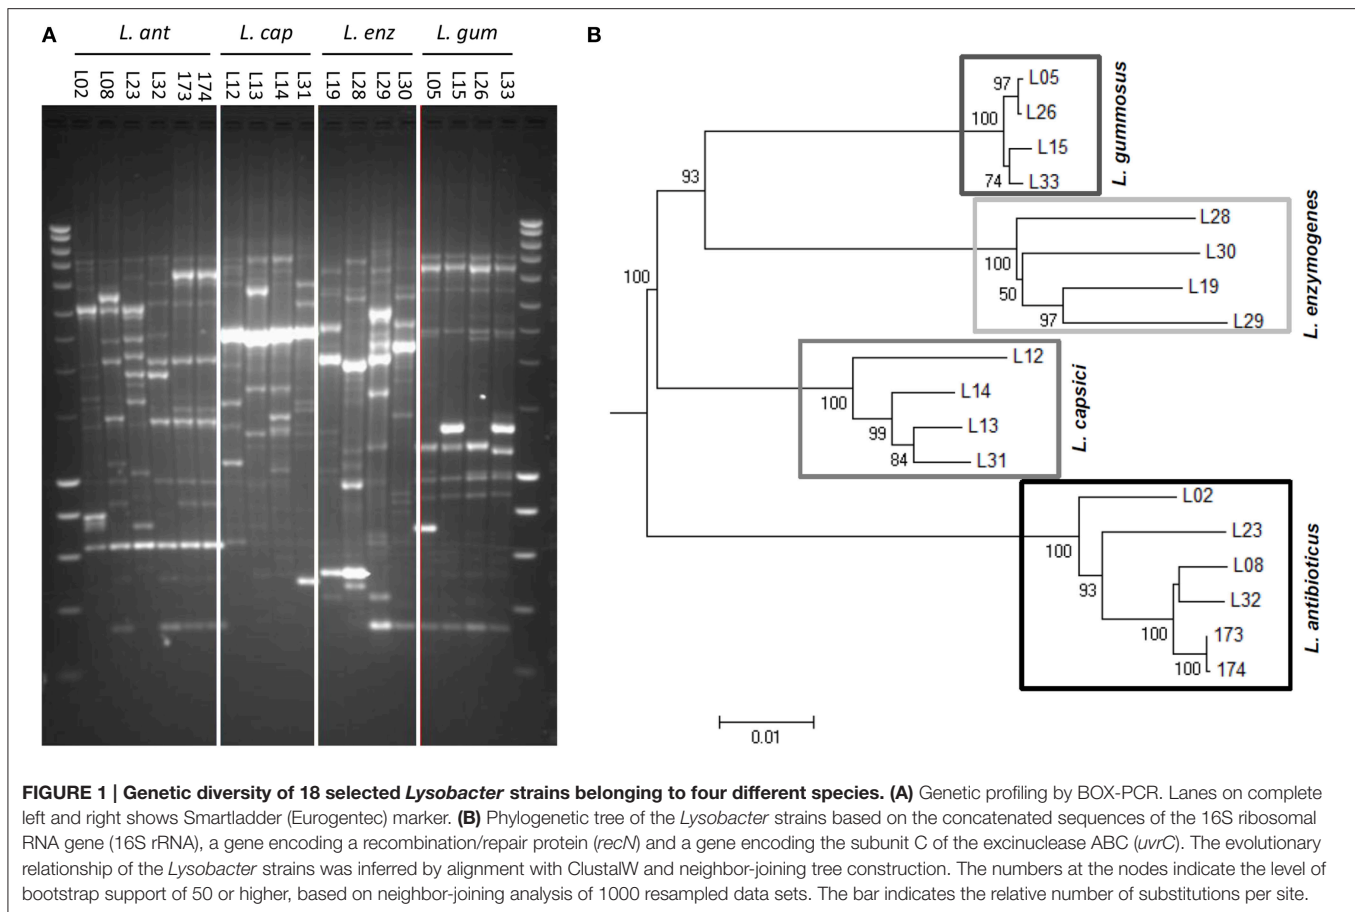 A
L. ant
L. cap
L. enz
L. gum
L02
L08
L23
L32
173
174
L12
L13
L14
L31
L19
L28
L29
L30
L05
L15
L26
L33
B
97
L05
L26
100
L15
74
L33
L. gummosus
93
L28
L30
100
L19
50
97
L29
L. enzymogenes
100
L12
L14
100
L13
99
84
L31
L. capsici
L02
L23
100
L08
93
L32
100
173
100
174
L. antibioticus
0.01
FIGURE 1 | Genetic diversity of 18 selected Lysobacter strains belonging to four different species. (A) Genetic profiling by BOX-PCR. Lanes on complete
left and right shows Smartladder (Eurogentec) marker. (B) Phylogenetic tree of the Lysobacter strains based on the concatenated sequences of the 16S ribosomal
RNA gene (16S rRNA), a gene encoding a recombination/repair protein (recN) and a gene encoding the subunit C of the excinuclease ABC (uvrC). The evolutionary
relationship of the Lysobacter strains was inferred by alignment with ClustalW and neighbor-joining tree construction. The numbers at the nodes indicate the level of
bootstrap support of 50 or higher, based on neighbor-joining analysis of 1000 resampled data sets. The bar indicates the relative number of substitutions per site.